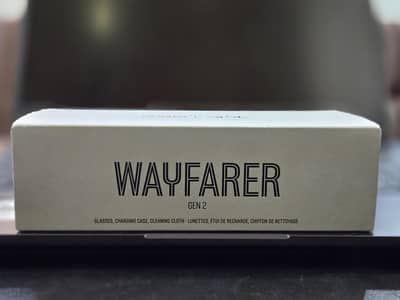 WAYFARER
GEN 2
GLASSES, CHARGING CASE, CLEANING CLOTH · LUNETTES, ÉTUI DE RECHARGE, CHIFFON DE NETTOYAGE